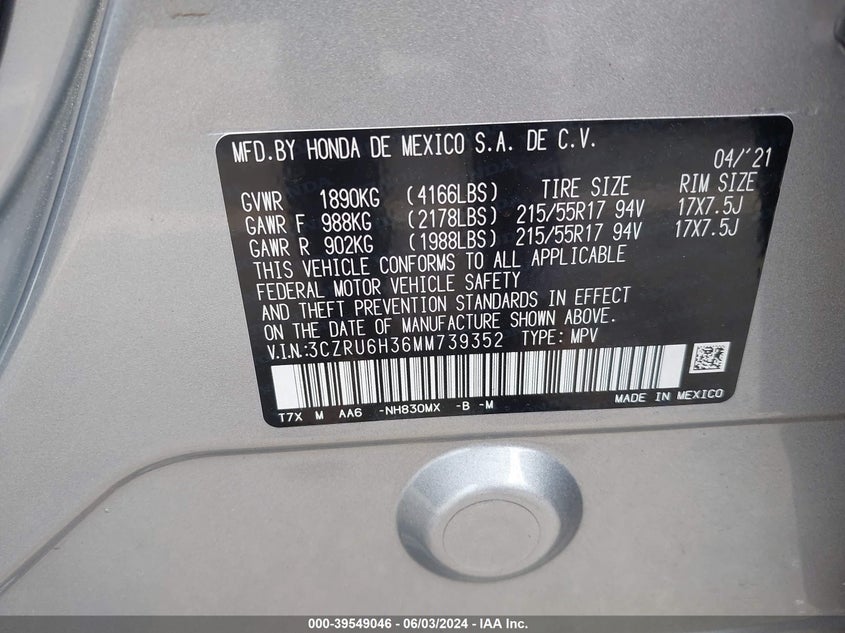 MFD.BY HONDA DE MEXICO S.A. DE C.V.
04/'21
GVWR 1890KG (4166LBS) TIRE SIZE RIM SIZE
GAWR F 988KG (2178LBS) 215/55R17 94V 17X7.5J
GAWR R 902KG (1988LBS) 215/55R17 94V 17X7.5J
THIS VEHICLE CONFORMS TO ALL APPLICABLE
FEDERAL MOTOR VEHICLE SAFETY
AND THEFT PREVENTION STANDARDS IN EFFECT
ON THE DATE OF MANUFACTURE SHOWN ABOVE.
V.I.N:3CZRU6H36MM739352 TYPE: MPV
T7X M AA6 -NH830MX -B -M
MADE IN MEXICO
000-39549046 - 06/03/2024 - IAA Inc.